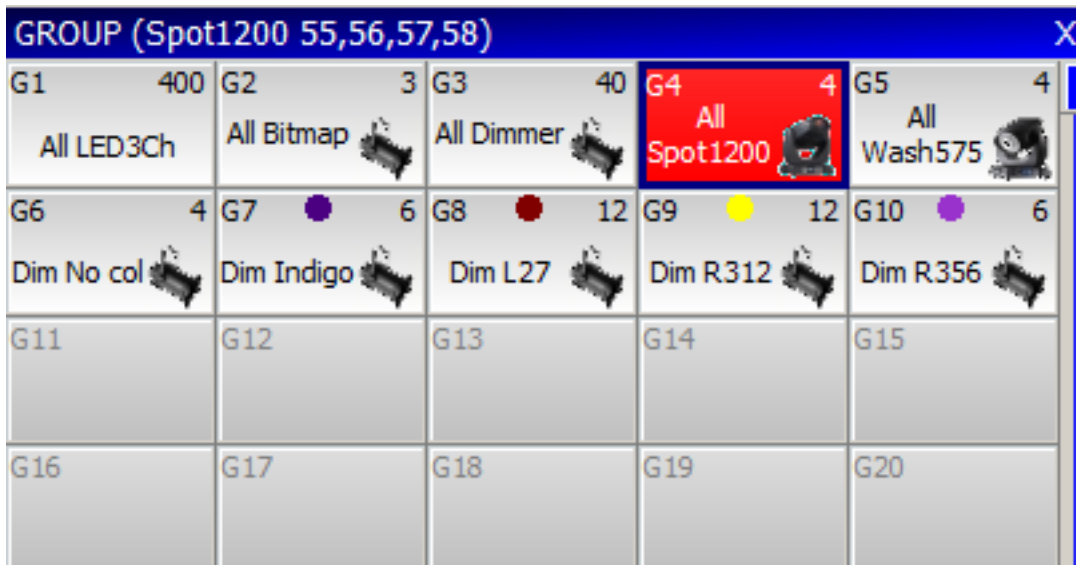 GROUP (Spot1200 55,56,57,58) X
G1 400 G2 3 G3 40 G4 4 G5 4
All LED3Ch All Bitmap All Dimmer All Spot1200 All Wash575
G6 4 G7 6 G8 12 G9 12 G10 6
Dim No col Dim Indigo Dim L27 Dim R312 Dim R356
G11 G12 G13 G14 G15
G16 G17 G18 G19 G20